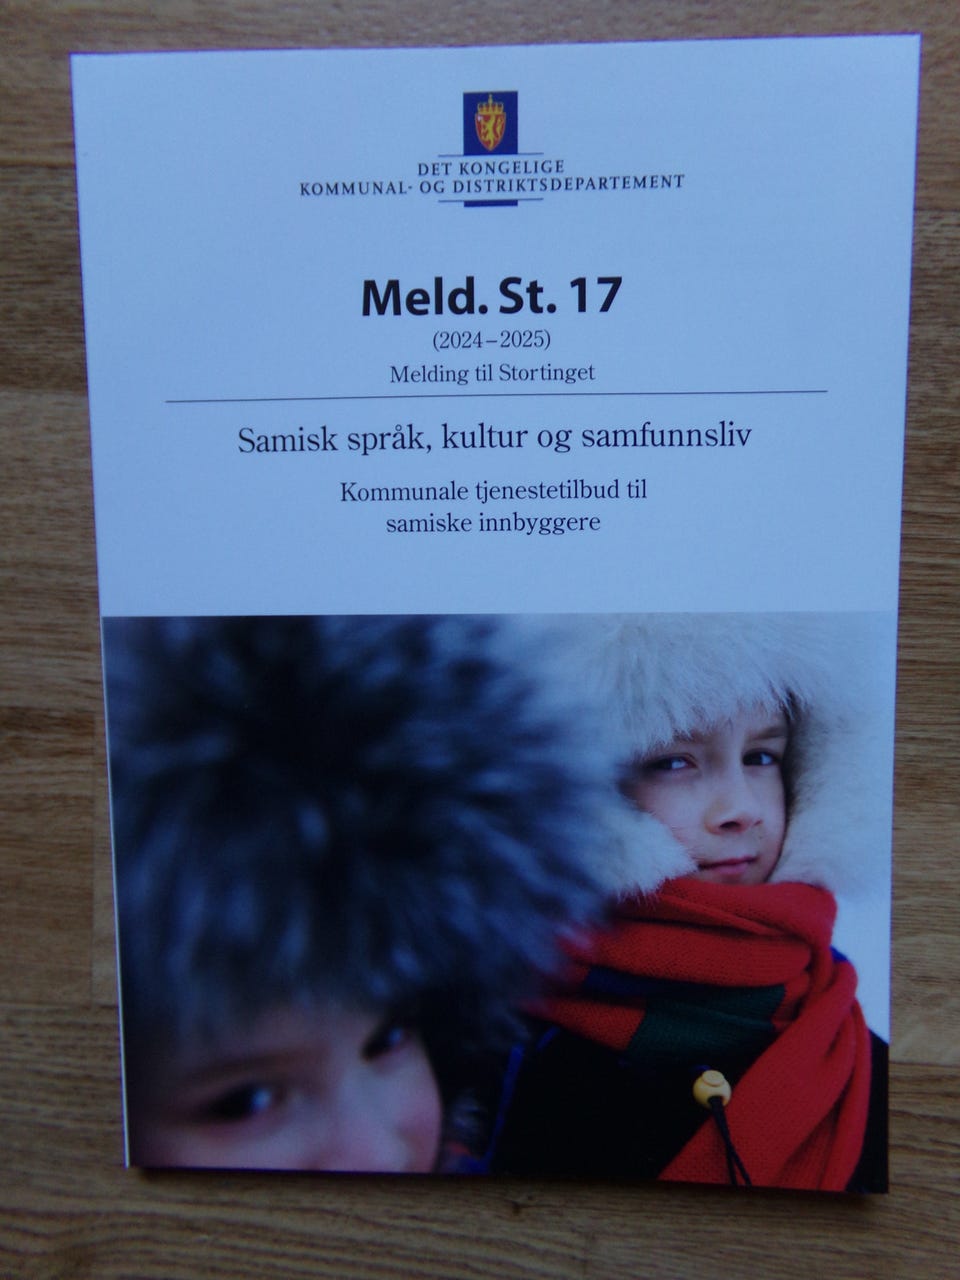 DET KONGELIGE
KOMMUNAL- OG DISTRIKTSDEPARTEMENT
Meld. St. 17
(2024–2025)
Melding til Stortinget
Samisk språk, kultur og samfunnsliv
Kommunale tjenestetilbud til
samiske innbyggere